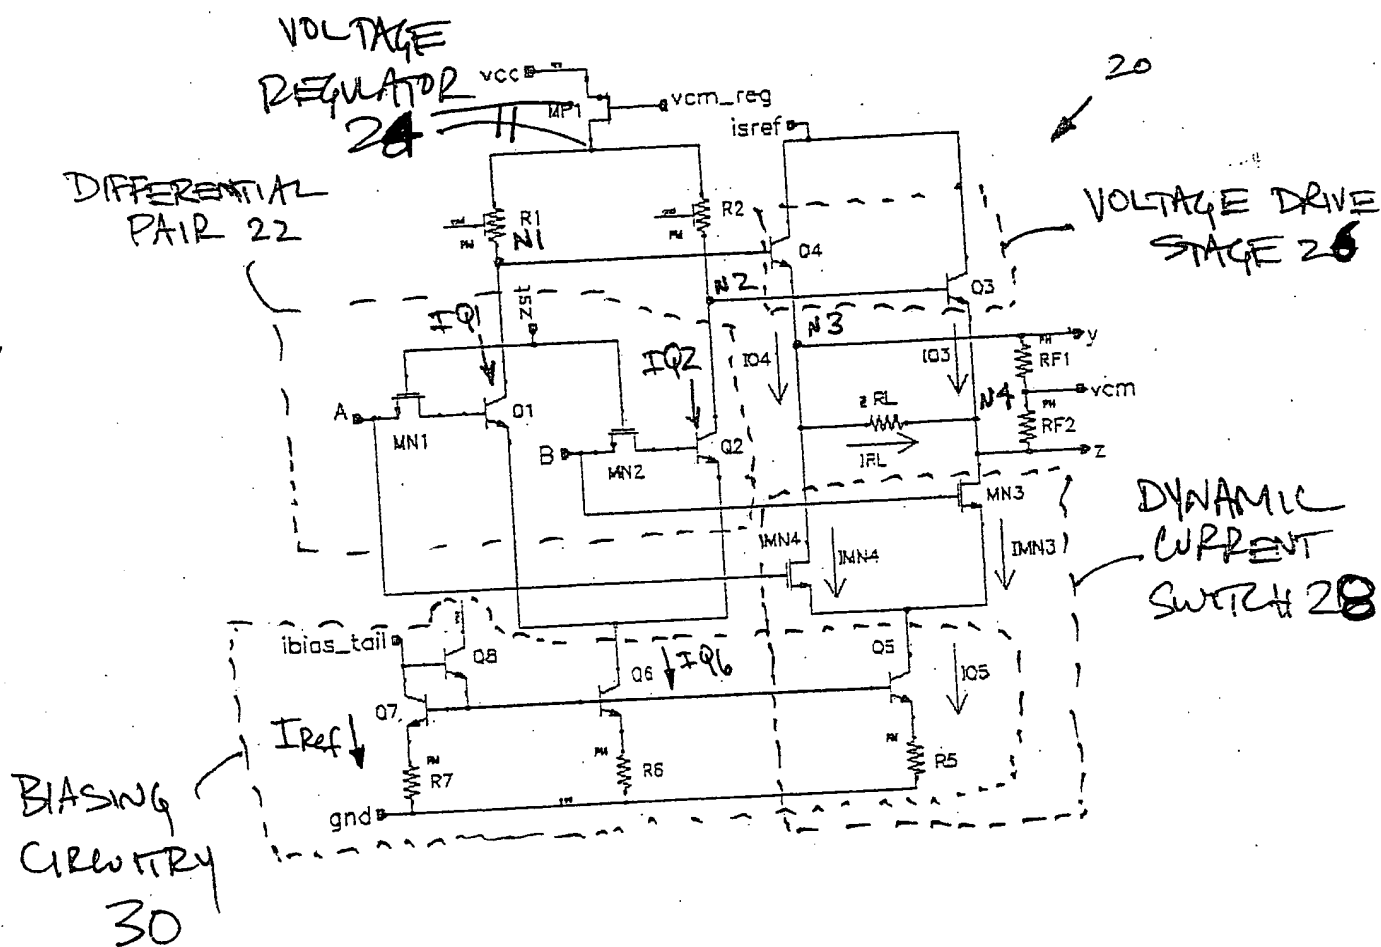 VOLTAGE
REGULATOR
24
vcc
MP1
vcm_reg
isref
20
DIFFERENTIAL
PAIR 22
R1
N1
R2
Q4
VOLTAGE DRIVE
STAGE 26
N2
Q3
zst
IQ1
N3
IQ4
IQ3
y
RF1
IQ2
N4
vcm
A
MN1
Q1
RL
RF2
B
MN2
Q2
IRL
z
MN3
DYNAMIC
CURRENT
SWITCH 28
IMN4
IMN4
IMN3
ibias_tail
Q8
Q6
IQ6
Q5
IQ5
Q7
IRef
R7
R6
R5
gnd
BIASING
CIRCUITRY
30